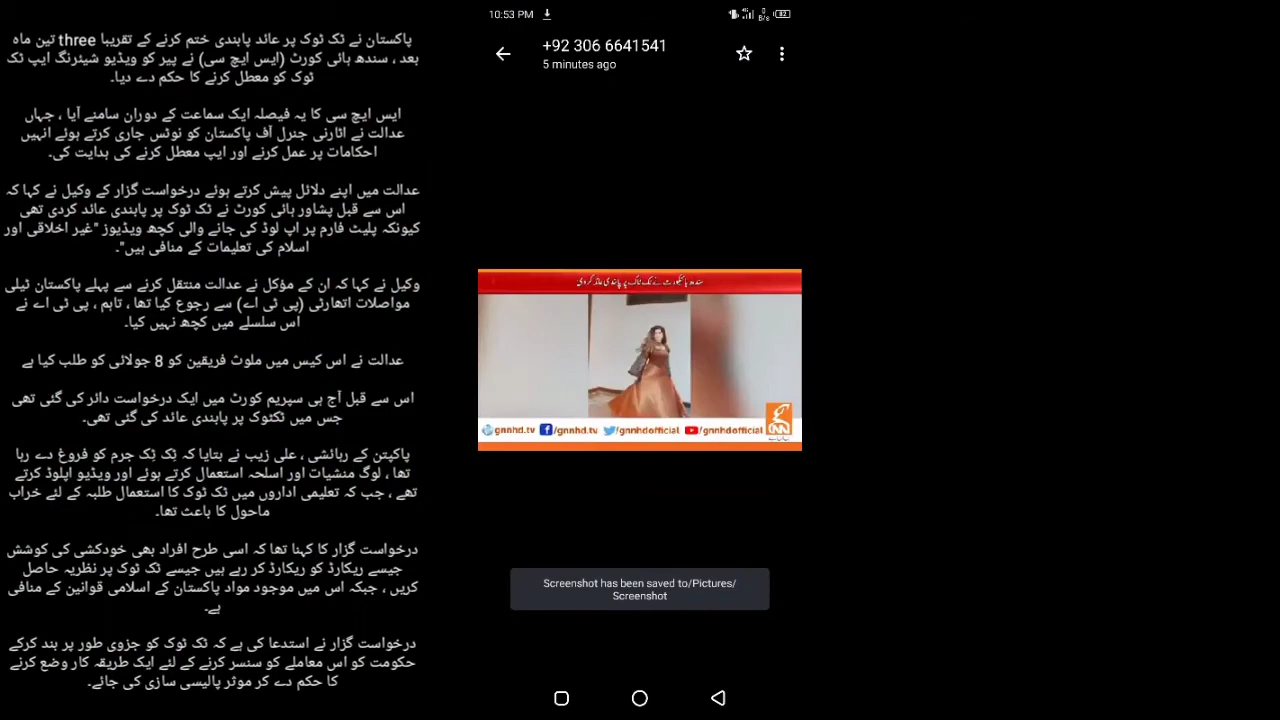 پاکستان نے ٹک ٹوک پر عائد پابندی ختم کرنے کے تقریبا three تین ماہ
بعد ، سندھ ہائی کورٹ (ایس ایچ سی) نے پیر کو ویڈیو شیئرنگ ایپ ٹک
ٹوک کو معطل کرنے کا حکم دے دیا۔
ایس ایچ سی کا یہ فیصلہ ایک سماعت کے دوران سامنے آیا ، جہاں
عدالت نے اٹارنی جنرل آف پاکستان کو نوٹس جاری کرتے ہوئے انہیں
احکامات پر عمل کرنے اور ایپ معطل کرنے کی ہدایت کی۔
عدالت میں اپنے دلائل پیش کرتے ہوئے درخواست گزار کے وکیل نے کہا کہ
اس سے قبل پشاور ہائی کورٹ نے ٹک ٹوک پر پابندی عائد کردی تھی
کیونکہ پلیٹ فارم پر اپ لوڈ کی جانے والی کچھ ویڈیوز "غیر اخلاقی اور
اسلام کی تعلیمات کے منافی ہیں"۔
وکیل نے کہا کہ ان کے مؤکل نے عدالت منتقل کرنے سے پہلے پاکستان ٹیلی
مواصلات اتھارٹی (پی ٹی اے) سے رجوع کیا تھا ، تاہم ، پی ٹی اے نے
اس سلسلے میں کچھ نہیں کیا۔
عدالت نے اس کیس میں ملوث فریقین کو 8 جولائی کو طلب کیا ہے
اس سے قبل آج ہی سپریم کورٹ میں ایک درخواست دائر کی گئی تھی
جس میں ٹکٹوک پر پابندی عائد کی گئی تھی۔
پاکپتن کے رہائشی ، علی زیب نے بتایا کہ ٹِک ٹِک جرم کو فروغ دے رہا
تھا ، لوگ منشیات اور اسلحہ استعمال کرتے ہوئے اور ویڈیو اپلوڈ کرتے
تھے ، جب کہ تعلیمی اداروں میں ٹک ٹوک کا استعمال طلبہ کے لئے خراب
ماحول کا باعث تھا۔
درخواست گزار کا کہنا تھا کہ اسی طرح افراد بھی خودکشی کی کوشش
جیسے ریکارڈ کو ریکارڈ کر رہے ہیں جیسے ٹک ٹوک پر نظریہ حاصل
کریں ، جبکہ اس میں موجود مواد پاکستان کے اسلامی قوانین کے منافی
ہے۔
درخواست گزار نے استدعا کی ہے کہ ٹک ٹوک کو جزوی طور پر بند کرکے
حکومت کو اس معاملے کو سنسر کرنے کے لئے ایک طریقہ کار وضع کرنے
کا حکم دے کر موثر پالیسی سازی کی جائے۔
10:53 PM
0 B/s
92
+92 306 6641541
5 minutes ago
سندھ ہائیکورٹ نے ٹک ٹاک پر پابندی عائد کر دی
gnnhd.tv /gnnhd.tv /gnnhdofficial /gnnhdofficial
Screenshot has been saved to/Pictures/
Screenshot